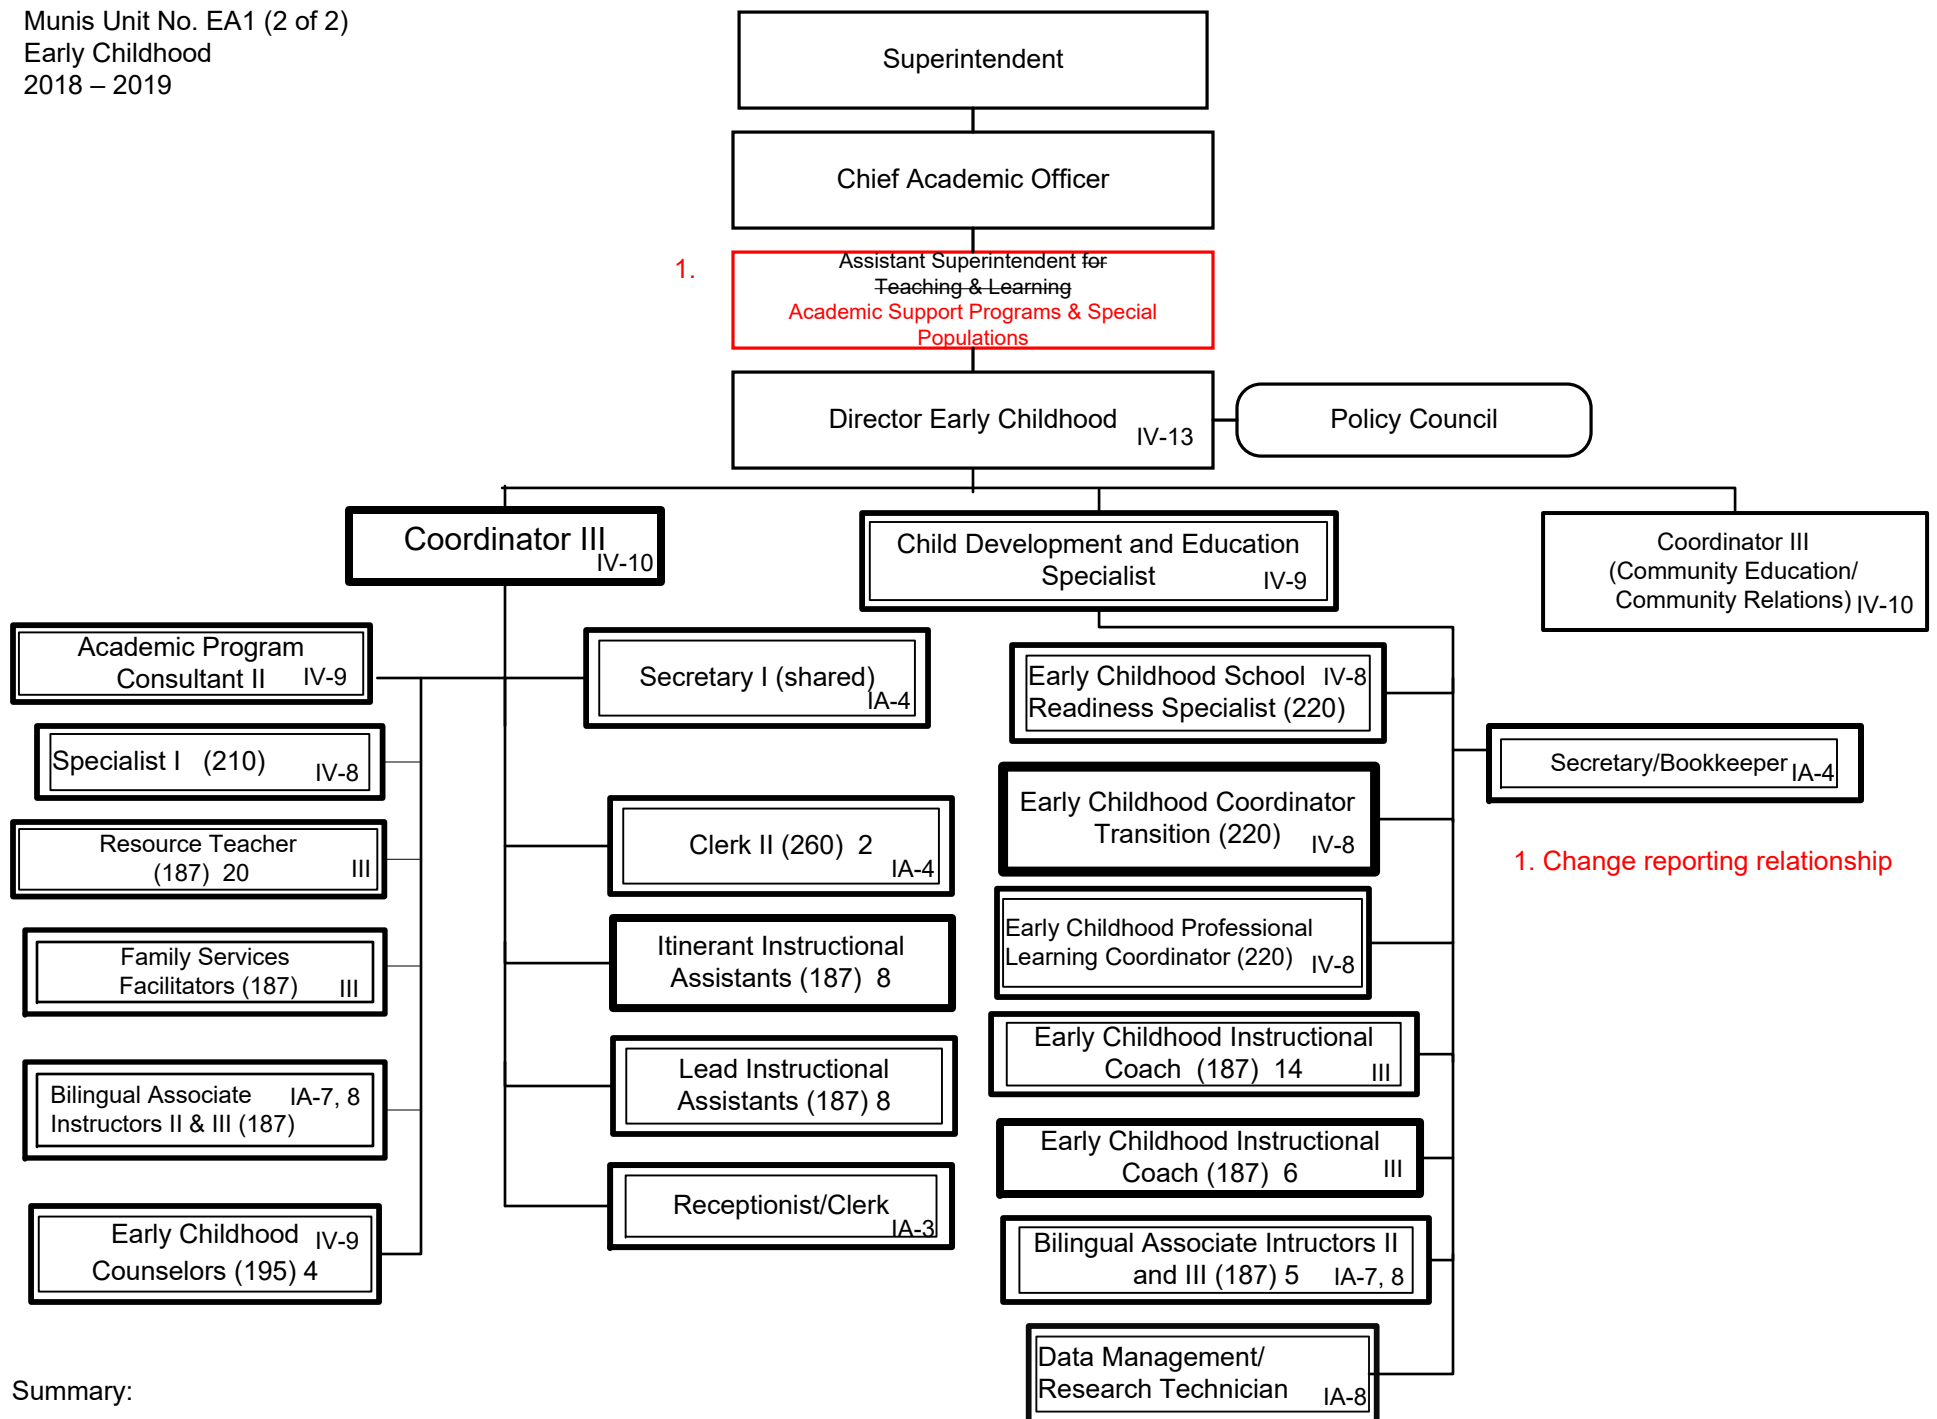 Munis Unit No. EA1 (2 of 2)
Early Childhood
2018 – 2019
Superintendent
Chief Academic Officer
1.
Assistant Superintendent for
Teaching & Learning
Academic Support Programs & Special
Populations
Director Early Childhood IV-13
Policy Council
Coordinator III
IV-10
Child Development and Education
Specialist IV-9
Coordinator III
(Community Education/
Community Relations) IV-10
Academic Program
Consultant II IV-9
Specialist I (210) IV-8
Resource Teacher
(187) 20 III
Family Services
Facilitators (187) III
Bilingual Associate IA-7, 8
Instructors II & III (187)
Early Childhood IV-9
Counselors (195) 4
Secretary I (shared)
IA-4
Clerk II (260) 2
IA-4
Itinerant Instructional
Assistants (187) 8
Lead Instructional
Assistants (187) 8
Receptionist/Clerk
IA-3
Early Childhood School IV-8
Readiness Specialist (220)
Early Childhood Coordinator
Transition (220) IV-8
Early Childhood Professional
Learning Coordinator (220) IV-8
Early Childhood Instructional
Coach (187) 14 III
Early Childhood Instructional
Coach (187) 6 III
Bilingual Associate Intructors II
and III (187) 5 IA-7, 8
Data Management/
Research Technician IA-8
Secretary/Bookkeeper IA-4
1. Change reporting relationship
Summary: